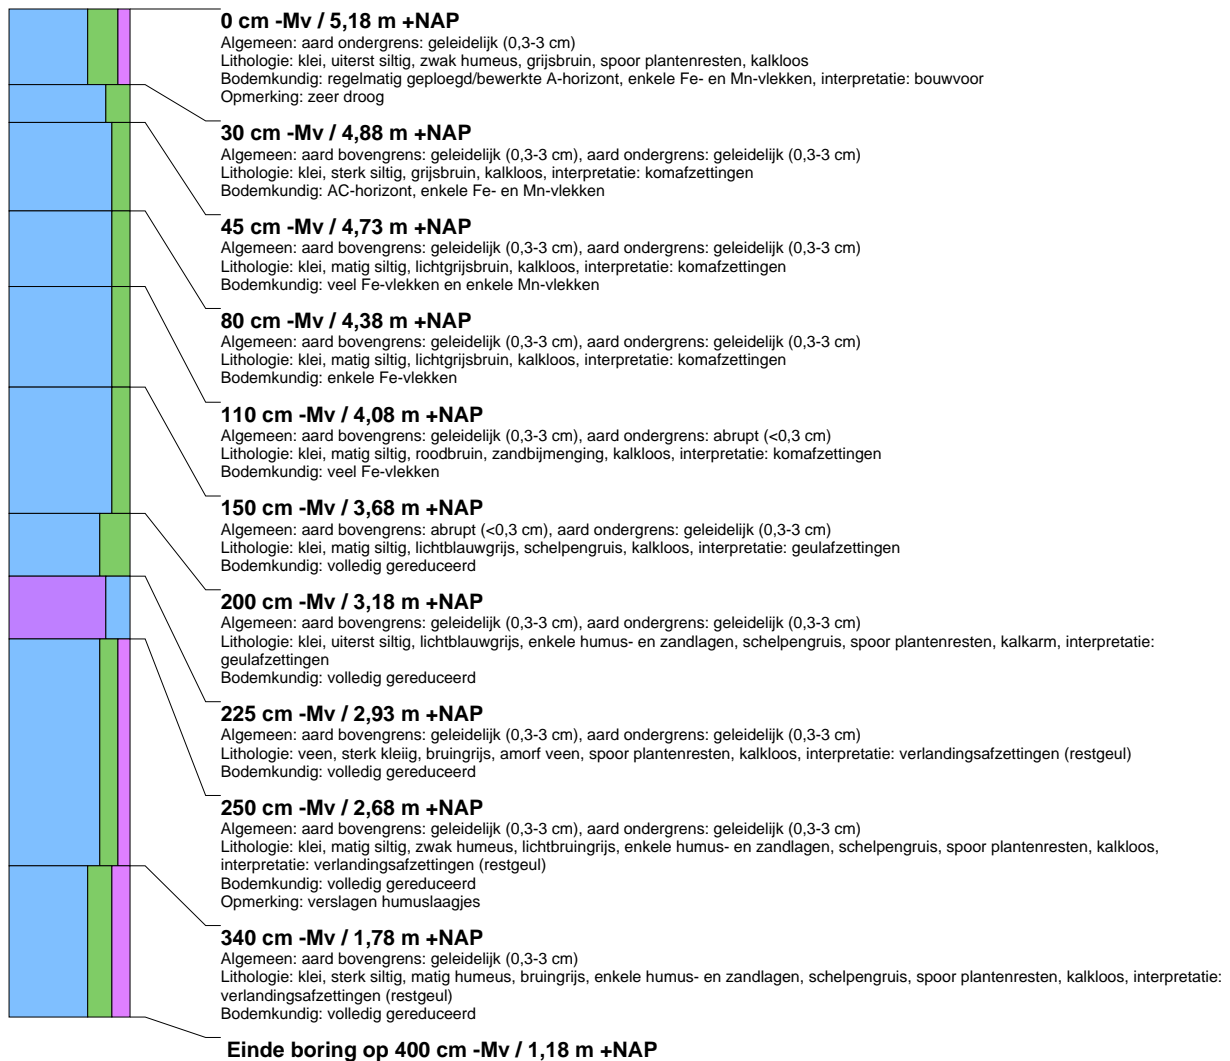 0 cm -Mv / 5,18 m +NAP
Algemeen: aard ondergrens: geleidelijk (0,3-3 cm)
Lithologie: klei, uiterst siltig, zwak humeus, grijsbruin, spoor plantenresten, kalkloos
Bodemkundig: regelmatig geploegd/bewerkte A-horizont, enkele Fe- en Mn-vlekken, interpretatie: bouwvoor
Opmerking: zeer droog
30 cm -Mv / 4,88 m +NAP
Algemeen: aard bovengrens: geleidelijk (0,3-3 cm), aard ondergrens: geleidelijk (0,3-3 cm)
Lithologie: klei, sterk siltig, grijsbruin, kalkloos, interpretatie: komafzettingen
Bodemkundig: AC-horizont, enkele Fe- en Mn-vlekken
45 cm -Mv / 4,73 m +NAP
Algemeen: aard bovengrens: geleidelijk (0,3-3 cm), aard ondergrens: geleidelijk (0,3-3 cm)
Lithologie: klei, matig siltig, lichtgrijsbruin, kalkloos, interpretatie: komafzettingen
Bodemkundig: veel Fe-vlekken en enkele Mn-vlekken
80 cm -Mv / 4,38 m +NAP
Algemeen: aard bovengrens: geleidelijk (0,3-3 cm), aard ondergrens: geleidelijk (0,3-3 cm)
Lithologie: klei, matig siltig, lichtgrijsbruin, kalkloos, interpretatie: komafzettingen
Bodemkundig: enkele Fe-vlekken
110 cm -Mv / 4,08 m +NAP
Algemeen: aard bovengrens: geleidelijk (0,3-3 cm), aard ondergrens: abrupt (<0,3 cm)
Lithologie: klei, matig siltig, roodbruin, zandbijmenging, kalkloos, interpretatie: komafzettingen
Bodemkundig: veel Fe-vlekken
150 cm -Mv / 3,68 m +NAP
Algemeen: aard bovengrens: abrupt (<0,3 cm), aard ondergrens: geleidelijk (0,3-3 cm)
Lithologie: klei, matig siltig, lichtblauwgrijs, schelpengruis, kalkloos, interpretatie: geulafzettingen
Bodemkundig: volledig gereduceerd
200 cm -Mv / 3,18 m +NAP
Algemeen: aard bovengrens: geleidelijk (0,3-3 cm), aard ondergrens: geleidelijk (0,3-3 cm)
Lithologie: klei, uiterst siltig, lichtblauwgrijs, enkele humus- en zandlagen, schelpengruis, spoor plantenresten, kalkarm, interpretatie:
geulafzettingen
Bodemkundig: volledig gereduceerd
225 cm -Mv / 2,93 m +NAP
Algemeen: aard bovengrens: geleidelijk (0,3-3 cm), aard ondergrens: geleidelijk (0,3-3 cm)
Lithologie: veen, sterk kleiig, bruingrijs, amorf veen, spoor plantenresten, kalkloos, interpretatie: verlandingsafzettingen (restgeul)
Bodemkundig: volledig gereduceerd
250 cm -Mv / 2,68 m +NAP
Algemeen: aard bovengrens: geleidelijk (0,3-3 cm), aard ondergrens: geleidelijk (0,3-3 cm)
Lithologie: klei, matig siltig, zwak humeus, lichtbruingrijs, enkele humus- en zandlagen, schelpengruis, spoor plantenresten, kalkloos,
interpretatie: verlandingsafzettingen (restgeul)
Bodemkundig: volledig gereduceerd
Opmerking: verslagen humuslaagjes
340 cm -Mv / 1,78 m +NAP
Algemeen: aard bovengrens: geleidelijk (0,3-3 cm)
Lithologie: klei, sterk siltig, matig humeus, bruingrijs, enkele humus- en zandlagen, schelpengruis, spoor plantenresten, kalkloos, interpretatie:
verlandingsafzettingen (restgeul)
Bodemkundig: volledig gereduceerd
Einde boring op 400 cm -Mv / 1,18 m +NAP